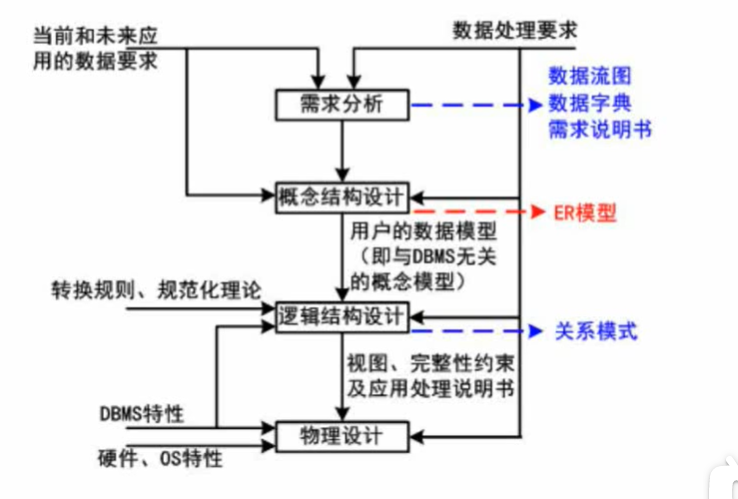 当前和未来应
用的数据要求
数据处理要求
需求分析
数据流图
数据字典
需求说明书
概念结构设计
ER模型
用户的数据模型
（即与DBMS无关
的概念模型）
转换规则、规范化理论
逻辑结构设计
关系模式
视图、完整性约束
及应用处理说明书
DBMS特性
物理设计
硬件、OS特性